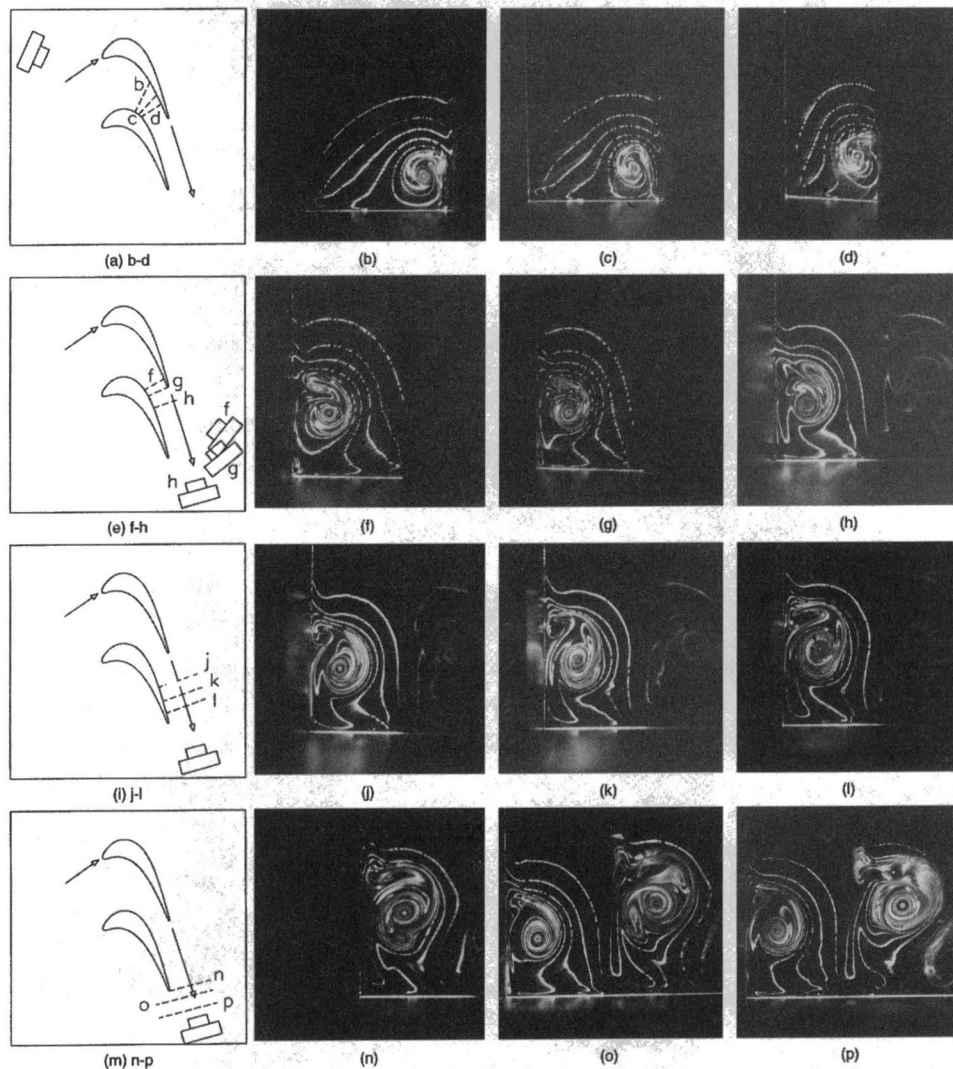 b
c
d
(a) b-d
(b)
(c)
(d)
f
g
h
f
g
h
(e) f-h
(f)
(g)
(h)
j
k
l
(i) j-l
(j)
(k)
(l)
n
o
p
(m) n-p
(n)
(o)
(p)